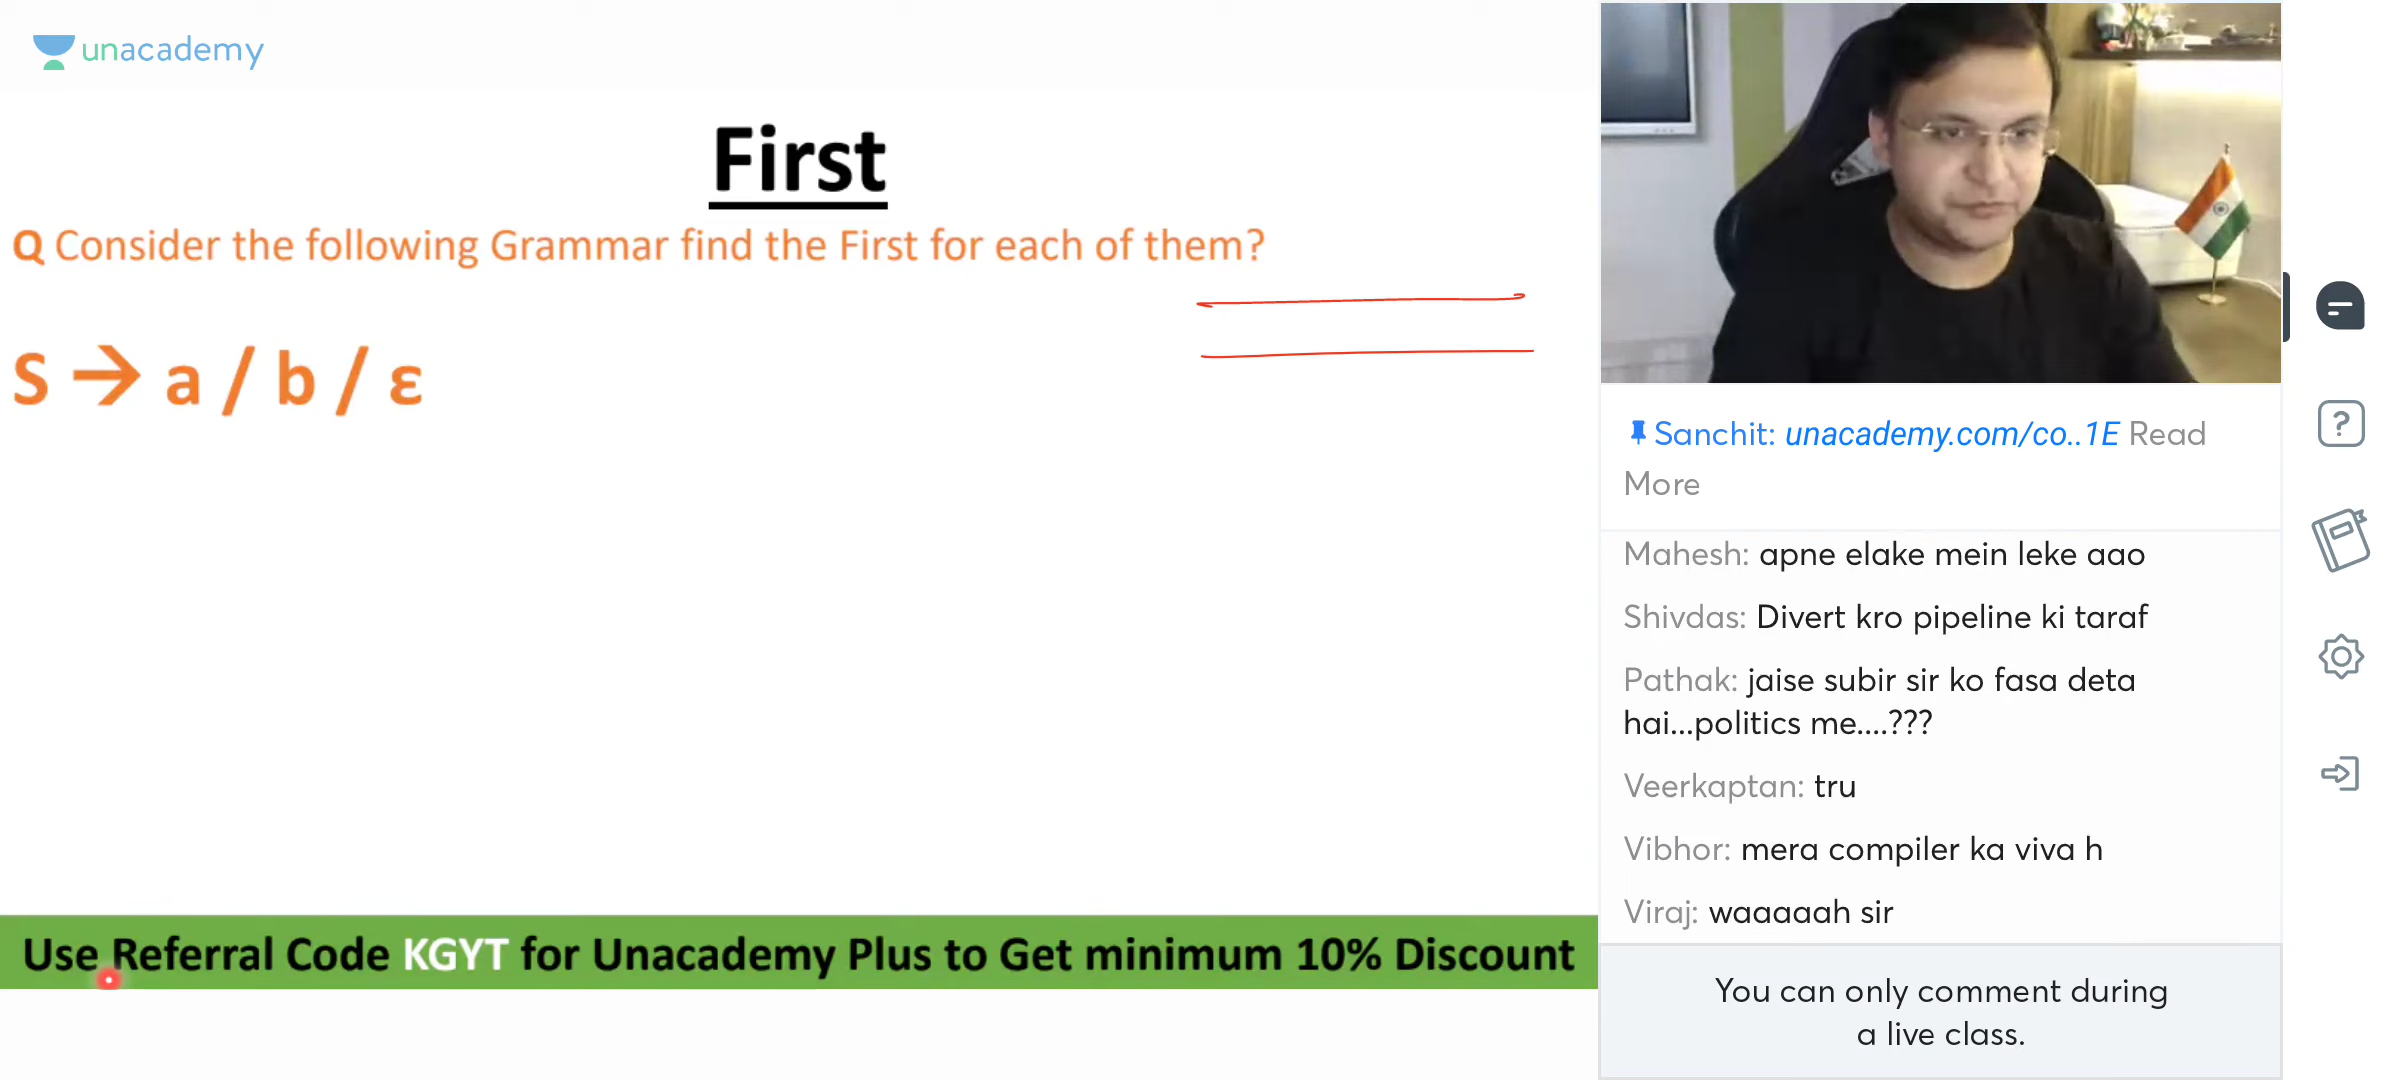 unacademy
First
Q Consider the following Grammar find the First for each of them?
S → a / b / ε
Use Referral Code KGYT for Unacademy Plus to Get minimum 10% Discount
Sanchit: unacademy.com/co..1E Read
More
Mahesh: apne elake mein leke aao
Shivdas: Divert kro pipeline ki taraf
Pathak: jaise subir sir ko fasa deta
hai...politics me....???
Veerkaptan: tru
Vibhor: mera compiler ka viva h
Viraj: waaaaah sir
You can only comment during
a live class.